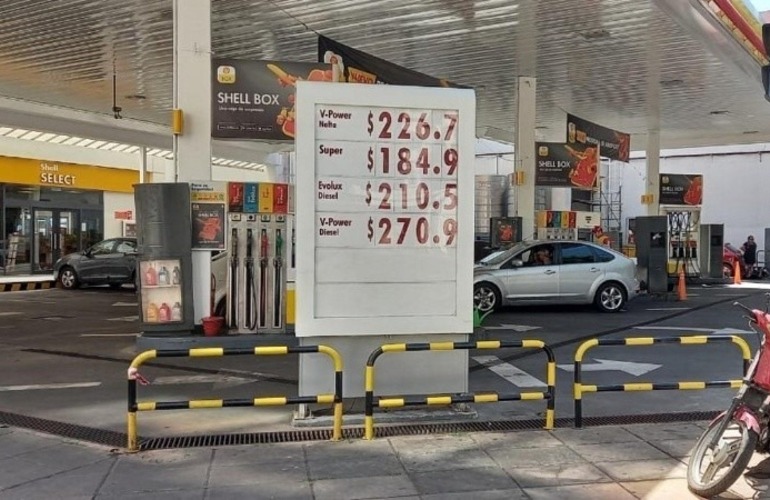 SHELL BOX
V-Power
Nafta
$226.7
Super
$184.9
Evolux
Diesel
$210.5
V-Power
Diesel
$270.9
Shell
SELECT
SHELL BOX
SHELL BOX